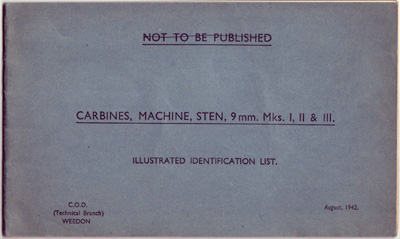 NOT TO BE PUBLISHED
CARBINES, MACHINE, STEN, 9 mm. Mks. I, II & III.
ILLUSTRATED IDENTIFICATION LIST.
C.O.D.
(Technical Branch)
WEEDON
August, 1942.